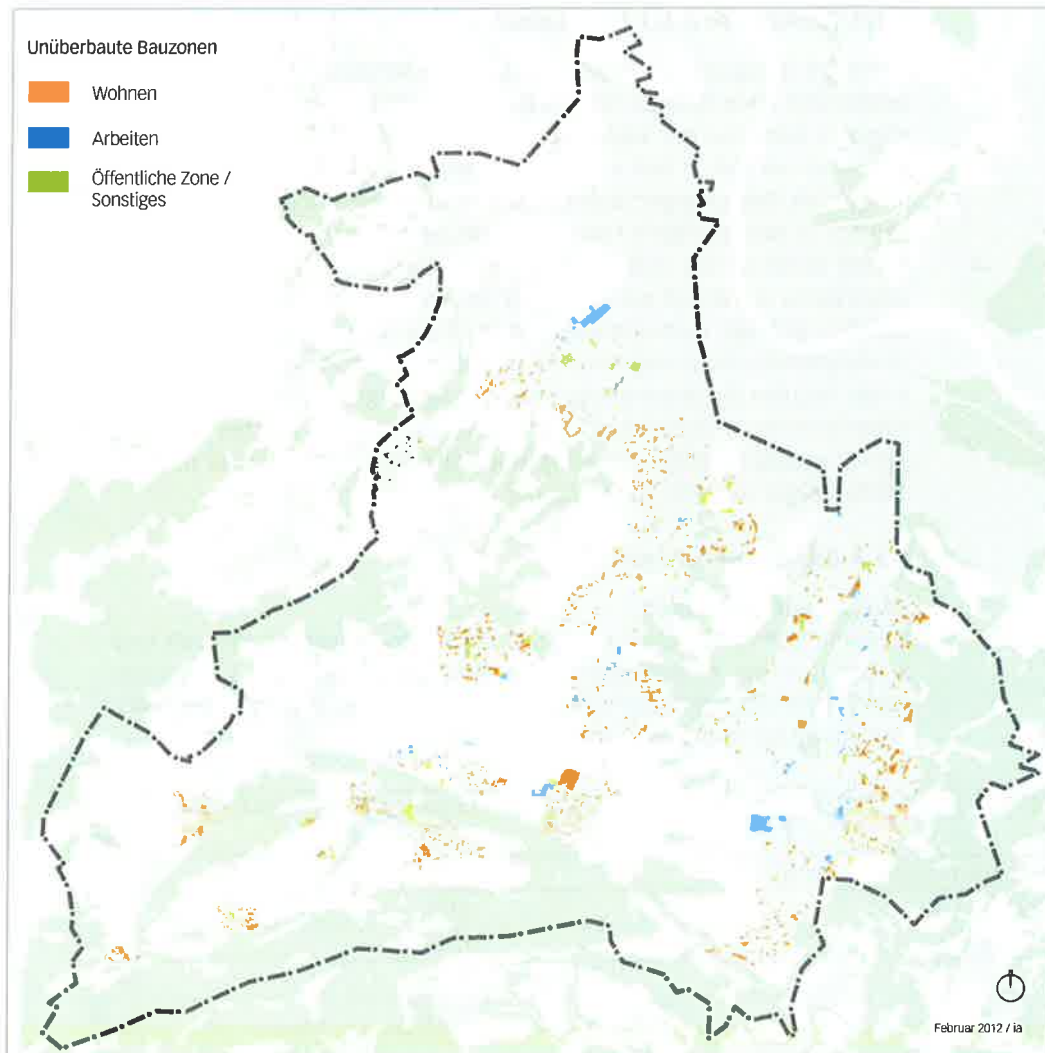 Unüberbaute Bauzonen
Wohnen
Arbeiten
Öffentliche Zone /
Sonstiges
Februar 2012 / ia